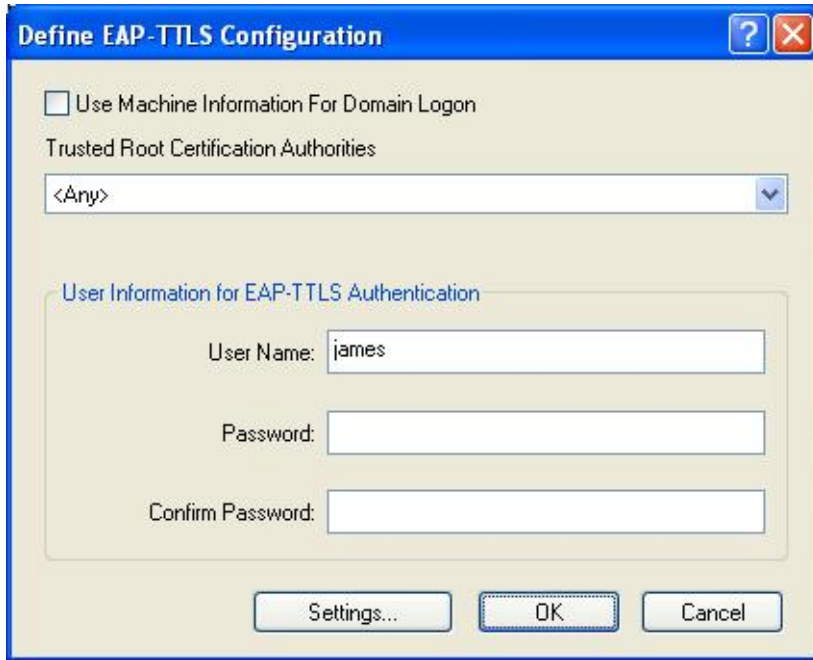 Define EAP-TTLS Configuration
Use Machine Information For Domain Logon
Trusted Root Certification Authorities
<Any>
User Information for EAP-TTLS Authentication
User Name: james
Password:
Confirm Password:
Settings... OK Cancel